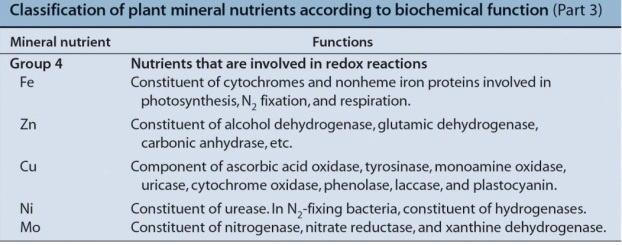 Classification of plant mineral nutrients according to biochemical function (Part 3)
Mineral nutrient Functions
Group 4 Nutrients that are involved in redox reactions
Fe Constituent of cytochromes and nonheme iron proteins involved in
photosynthesis, N₂ fixation, and respiration.
Zn Constituent of alcohol dehydrogenase, glutamic dehydrogenase,
carbonic anhydrase, etc.
Cu Component of ascorbic acid oxidase, tyrosinase, monoamine oxidase,
uricase, cytochrome oxidase, phenolase, laccase, and plastocyanin.
Ni Constituent of urease. In N₂-fixing bacteria, constituent of hydrogenases.
Mo Constituent of nitrogenase, nitrate reductase, and xanthine dehydrogenase.